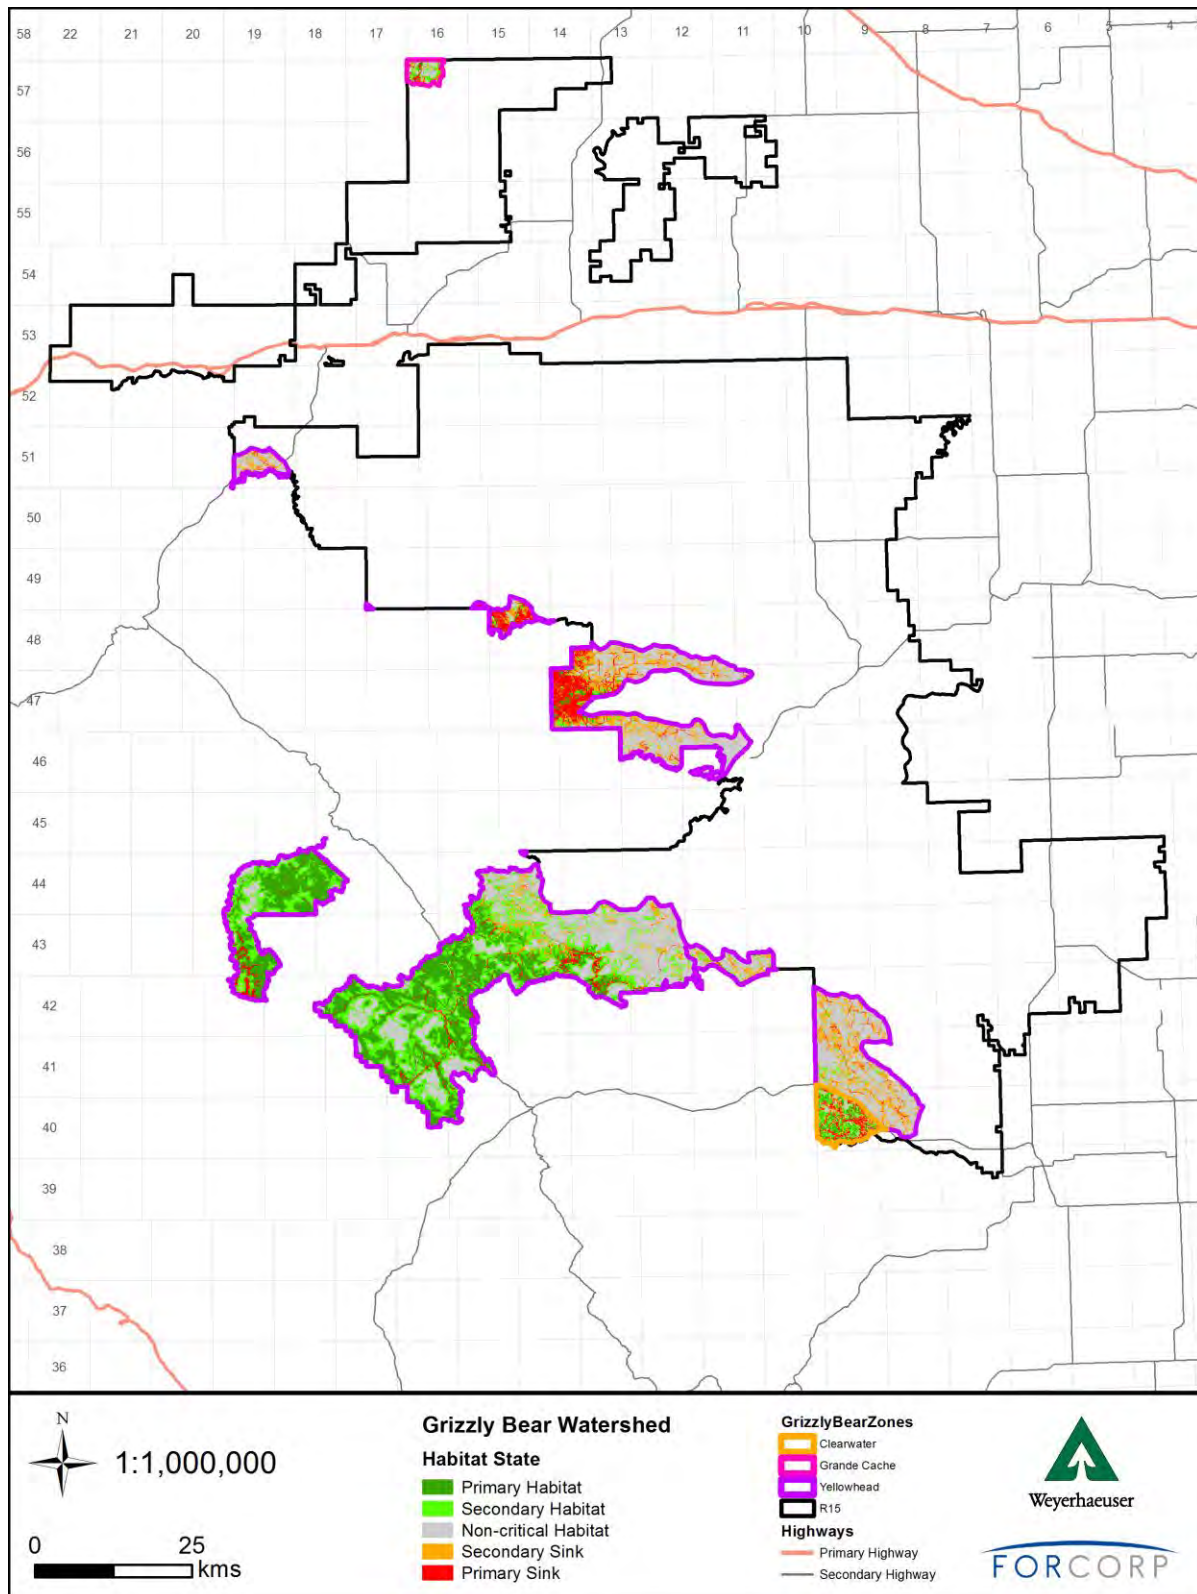 58 22 21 20 19 18 17 16 15 14 13 12 11 10 9 8 7 6 5 4
57
56
55
54
53
52
51
50
49
48
47
46
45
44
43
42
41
40
39
38
37
36
N
1:1,000,000
0 25
kms
Grizzly Bear Watershed
Habitat State
Primary Habitat
Secondary Habitat
Non-critical Habitat
Secondary Sink
Primary Sink
GrizzlyBearZones
Clearwater
Grande Cache
Yellowhead
R15
Highways
Primary Highway
Secondary Highway
Weyerhaeuser
FORCORP